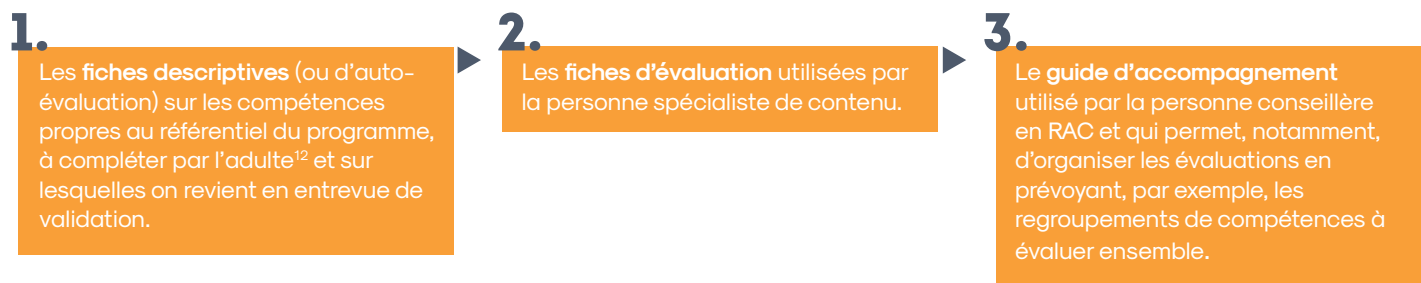 1.
Les fiches descriptives (ou d'auto-
évaluation) sur les compétences
propres au référentiel du programme,
à compléter par l'adulte¹² et sur
lesquelles on revient en entrevue de
validation.
2.
Les fiches d'évaluation utilisées par
la personne spécialiste de contenu.
3.
Le guide d'accompagnement
utilisé par la personne conseillère
en RAC et qui permet, notamment,
d'organiser les évaluations en
prévoyant, par exemple, les
regroupements de compétences à
évaluer ensemble.